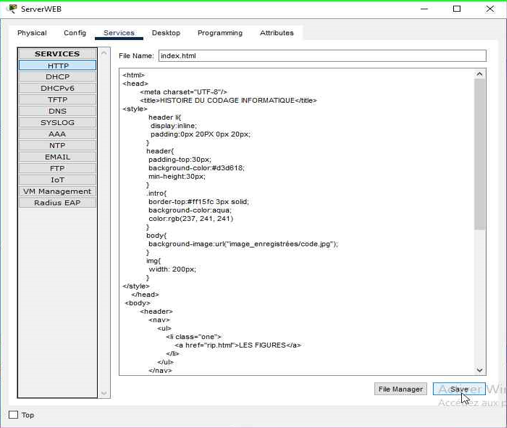 ServerWEB
Physical Config Services Desktop Programming Attributes
SERVICES
HTTP
DHCP
DHCPv6
TFTP
DNS
SYSLOG
AAA
NTP
EMAIL
FTP
IoT
VM Management
Radius EAP
File Name: index.html
<html>
<head>
<meta charset="UTF-8"/>
<title>HISTOIRE DU CODAGE INFORMATIQUE</title>
<style>
header li{
display:inline;
padding:0px 20PX 0px 20px;
}
header{
padding-top:30px;
background-color:#d3d618;
min-height:30px;
}
.intro{
border-top:#ff15fc 3px solid;
background-color:aqua;
color:rgb(237, 241, 241)
}
body{
background-image:url("image_enregistrées/code.jpg");
}
img{
width: 200px;
}
</style>
</head>
<body>
<header>
<nav>
<ul>
<li class="one">
<a href="rip.html">LES FIGURES</a>
</li>
</ul>
</nav>
File Manager Save
Activer Win
Accédez aux p
Top